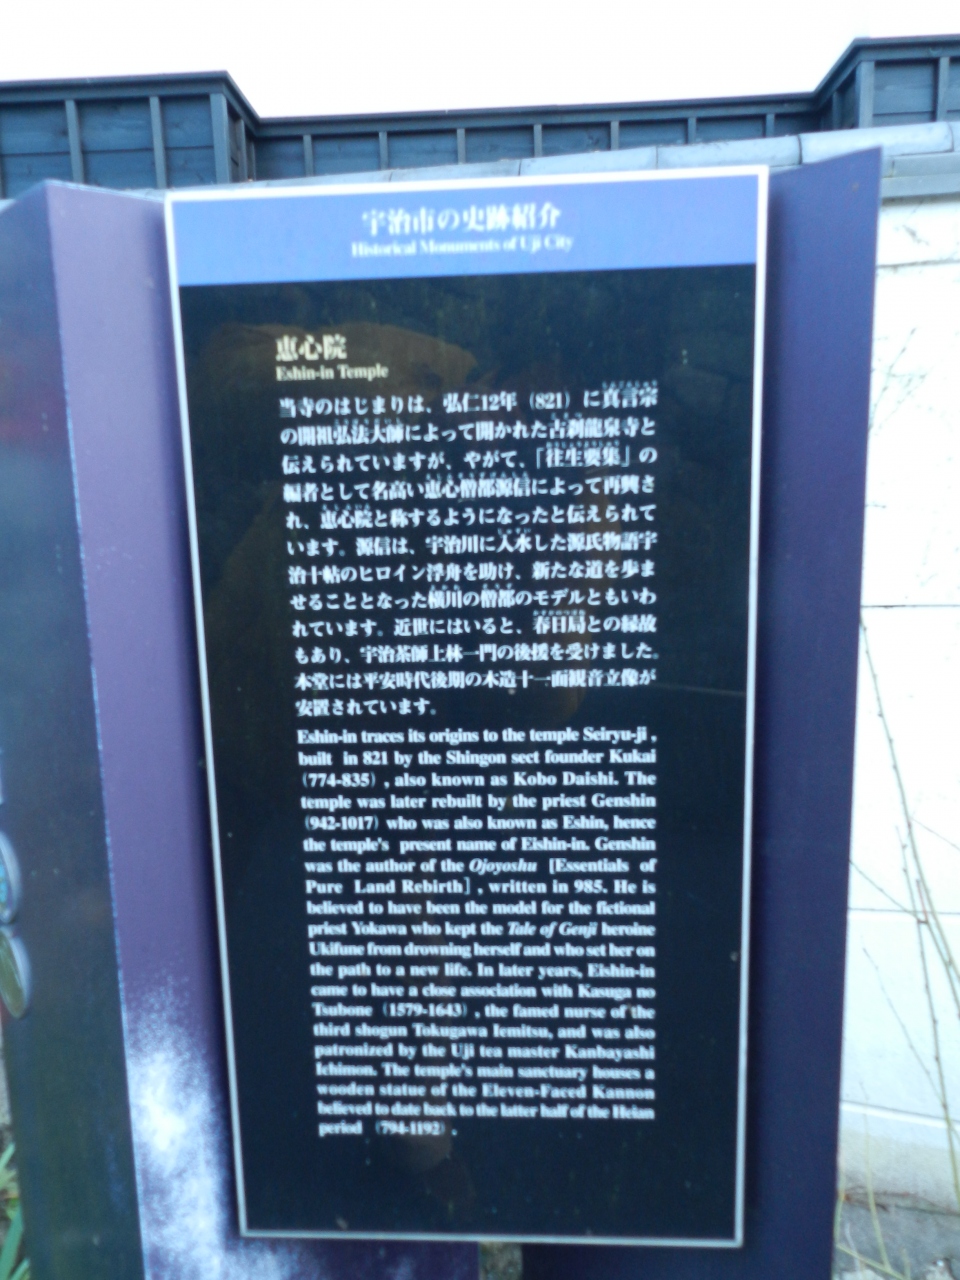 宇治市の史跡紹介
Historical Monuments of Uji City
恵心院
Eshin-in Temple
当寺のはじまりは、弘仁12年（821）に真言宗
の開祖弘法大師によって開かれた古刹龍泉寺と
伝えられていますが、やがて、「往生要集」の
編者として名高い恵心僧都源信によって再興さ
れ、恵心院と称するようになったと伝えられて
います。源信は、宇治川に入水した源氏物語宇
治十帖のヒロイン浮舟を助け、新たな道を歩ま
せることとなった横川の僧都のモデルともいわ
れています。近世にはいると、春日局との縁故
もあり、宇治茶師上林一門の後援を受けました。
本堂には平安時代後期の木造十一面観音立像が
安置されています。
Eshin-in traces its origins to the temple Seiryu-ji ,
built in 821 by the Shingon sect founder Kukai
(774-835) , also known as Kobo Daishi. The
temple was later rebuilt by the priest Genshin
(942-1017) who was also known as Eshin, hence
the temple's present name of Eishin-in. Genshin
was the author of the Ojoyoshu [Essentials of
Pure Land Rebirth] , written in 985. He is
believed to have been the model for the fictional
priest Yokawa who kept the Tale of Genji heroine
Ukifune from drowning herself and who set her on
the path to a new life. In later years, Eishin-in
came to have a close association with Kasuga no
Tsubone (1579-1643) , the famed nurse of the
third shogun Tokugawa Iemitsu, and was also
patronized by the Uji tea master Kanbayashi
Ichimon. The temple's main sanctuary houses a
wooden statue of the Eleven-Faced Kannon
believed to date back to the latter half of the Heian
period (794-1192) .